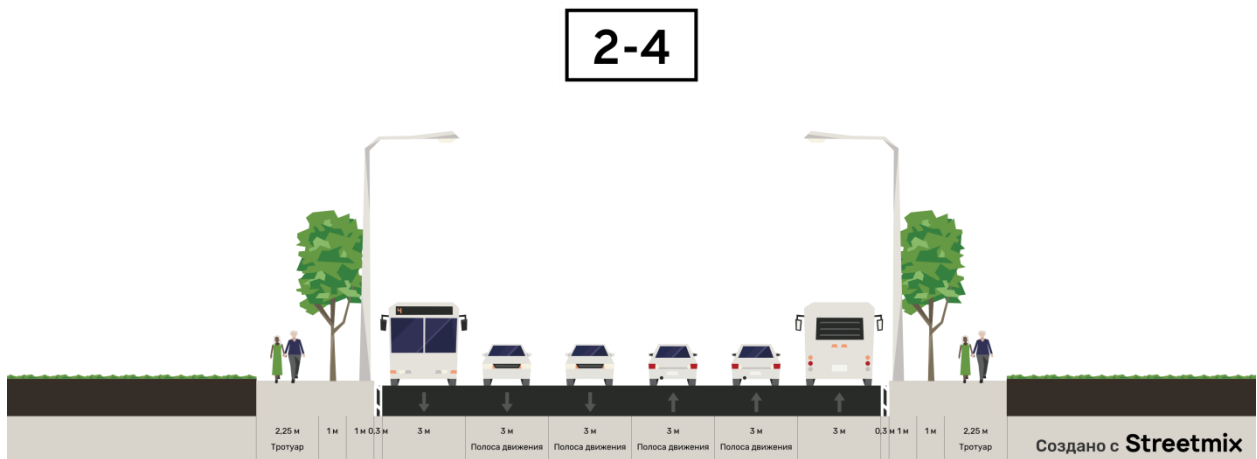 2-4
4
2,25 м 1 м 1 м 0,3 м 3 м 3 м 3 м 3 м 3 м 3 м 0,3 м 1 м 1 м 2,25 м
Тротуар Полоса движения Полоса движения Полоса движения Полоса движения Тротуар
Создано с Streetmix